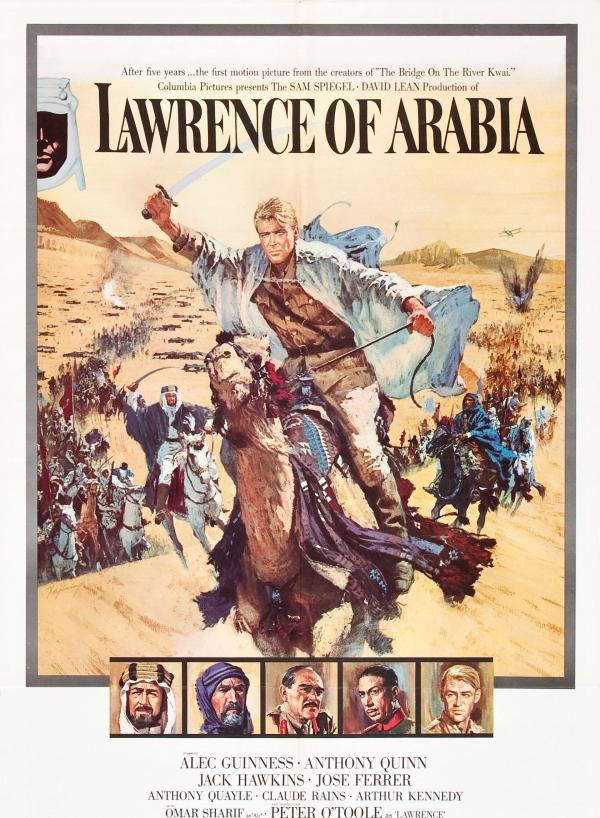 After five years ...the first motion picture from the creators of "The Bridge On The River Kwai."
Columbia Pictures presents The SAM SPIEGEL · DAVID LEAN Production of
LAWRENCE OF ARABIA
ALEC GUINNESS · ANTHONY QUINN
JACK HAWKINS · JOSE FERRER
ANTHONY QUAYLE · CLAUDE RAINS · ARTHUR KENNEDY
OMAR SHARIF as 'Ali' · PETER O'TOOLE as 'LAWRENCE'